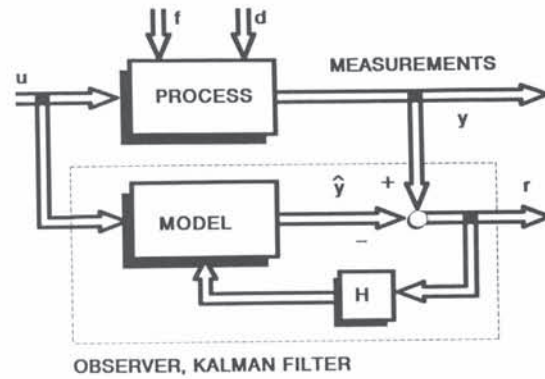 f d
u
PROCESS
MEASUREMENTS
y
+
ŷ
r
MODEL
−
H
OBSERVER, KALMAN FILTER